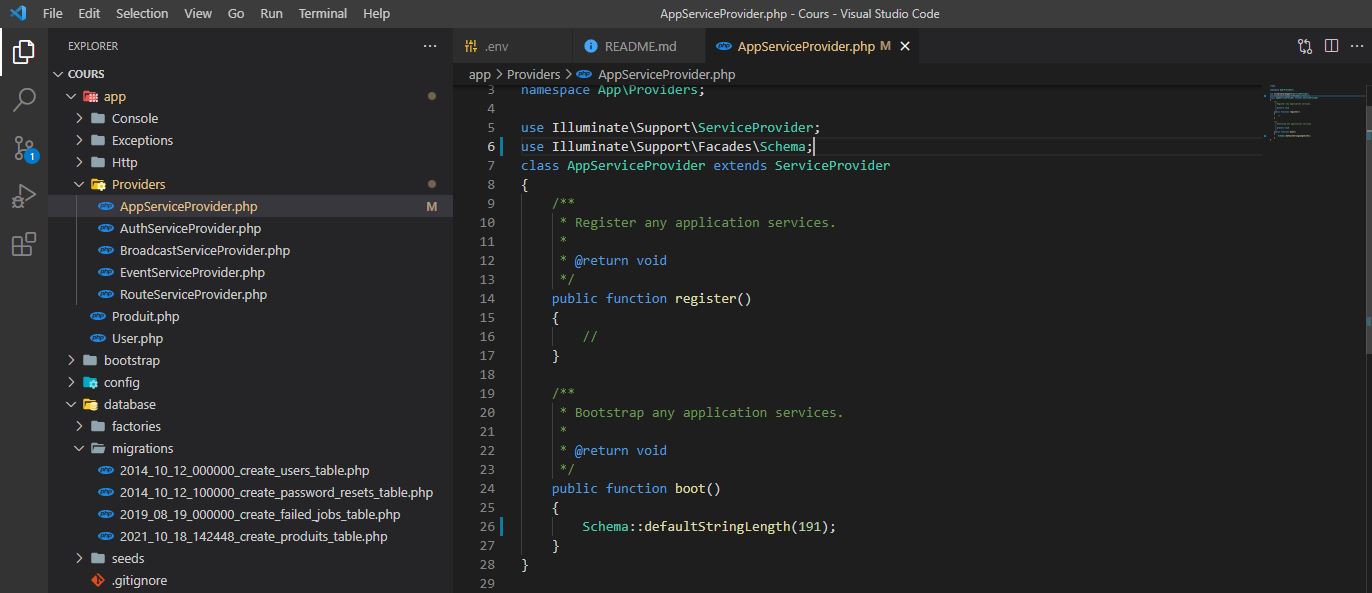 File Edit Selection View Go Run Terminal Help
AppServiceProvider.php - Cours - Visual Studio Code
EXPLORER
COURS
app
Console
Exceptions
Http
Providers
AppServiceProvider.php M
AuthServiceProvider.php
BroadcastServiceProvider.php
EventServiceProvider.php
RouteServiceProvider.php
Produit.php
User.php
bootstrap
config
database
factories
migrations
2014_10_12_000000_create_users_table.php
2014_10_12_100000_create_password_resets_table.php
2019_08_19_000000_create_failed_jobs_table.php
2021_10_18_142448_create_produits_table.php
seeds
.gitignore
1
.env README.md AppServiceProvider.php M
app > Providers > AppServiceProvider.php
3 namespace App\Providers;
4
5 use Illuminate\Support\ServiceProvider;
6 use Illuminate\Support\Facades\Schema;
7 class AppServiceProvider extends ServiceProvider
8 {
9 /**
10 * Register any application services.
11 *
12 * @return void
13 */
14 public function register()
15 {
16 //
17 }
18
19 /**
20 * Bootstrap any application services.
21 *
22 * @return void
23 */
24 public function boot()
25 {
26 Schema::defaultStringLength(191);
27 }
28 }
29